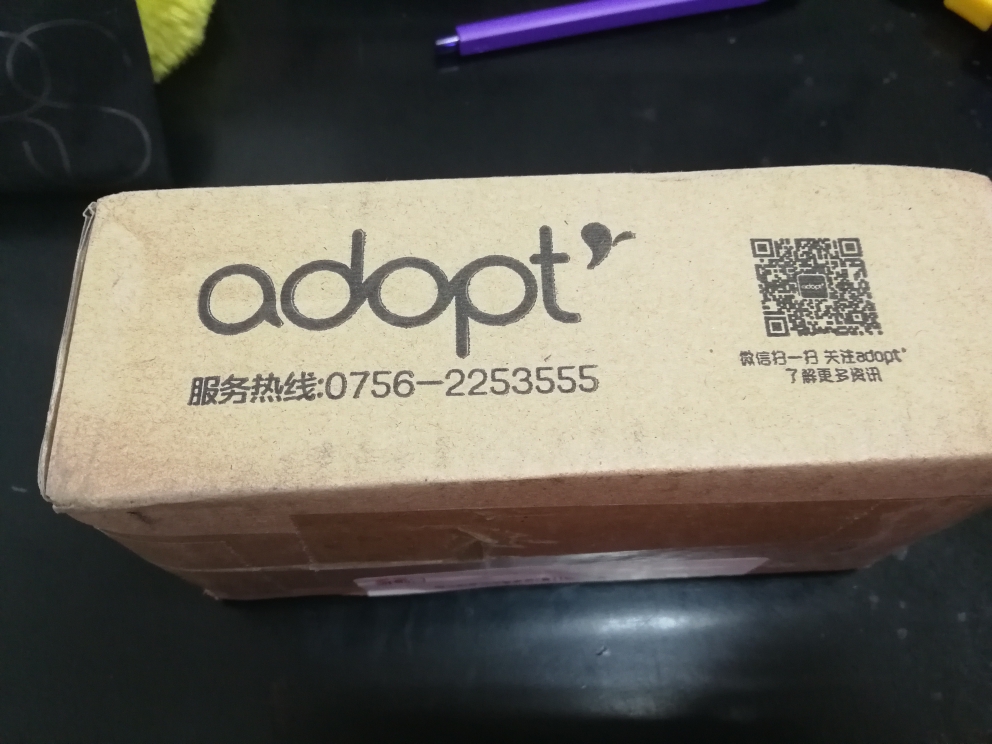 adopt'
服务热线:0756-2253555
微信扫一扫 关注adopt'
了解更多资讯